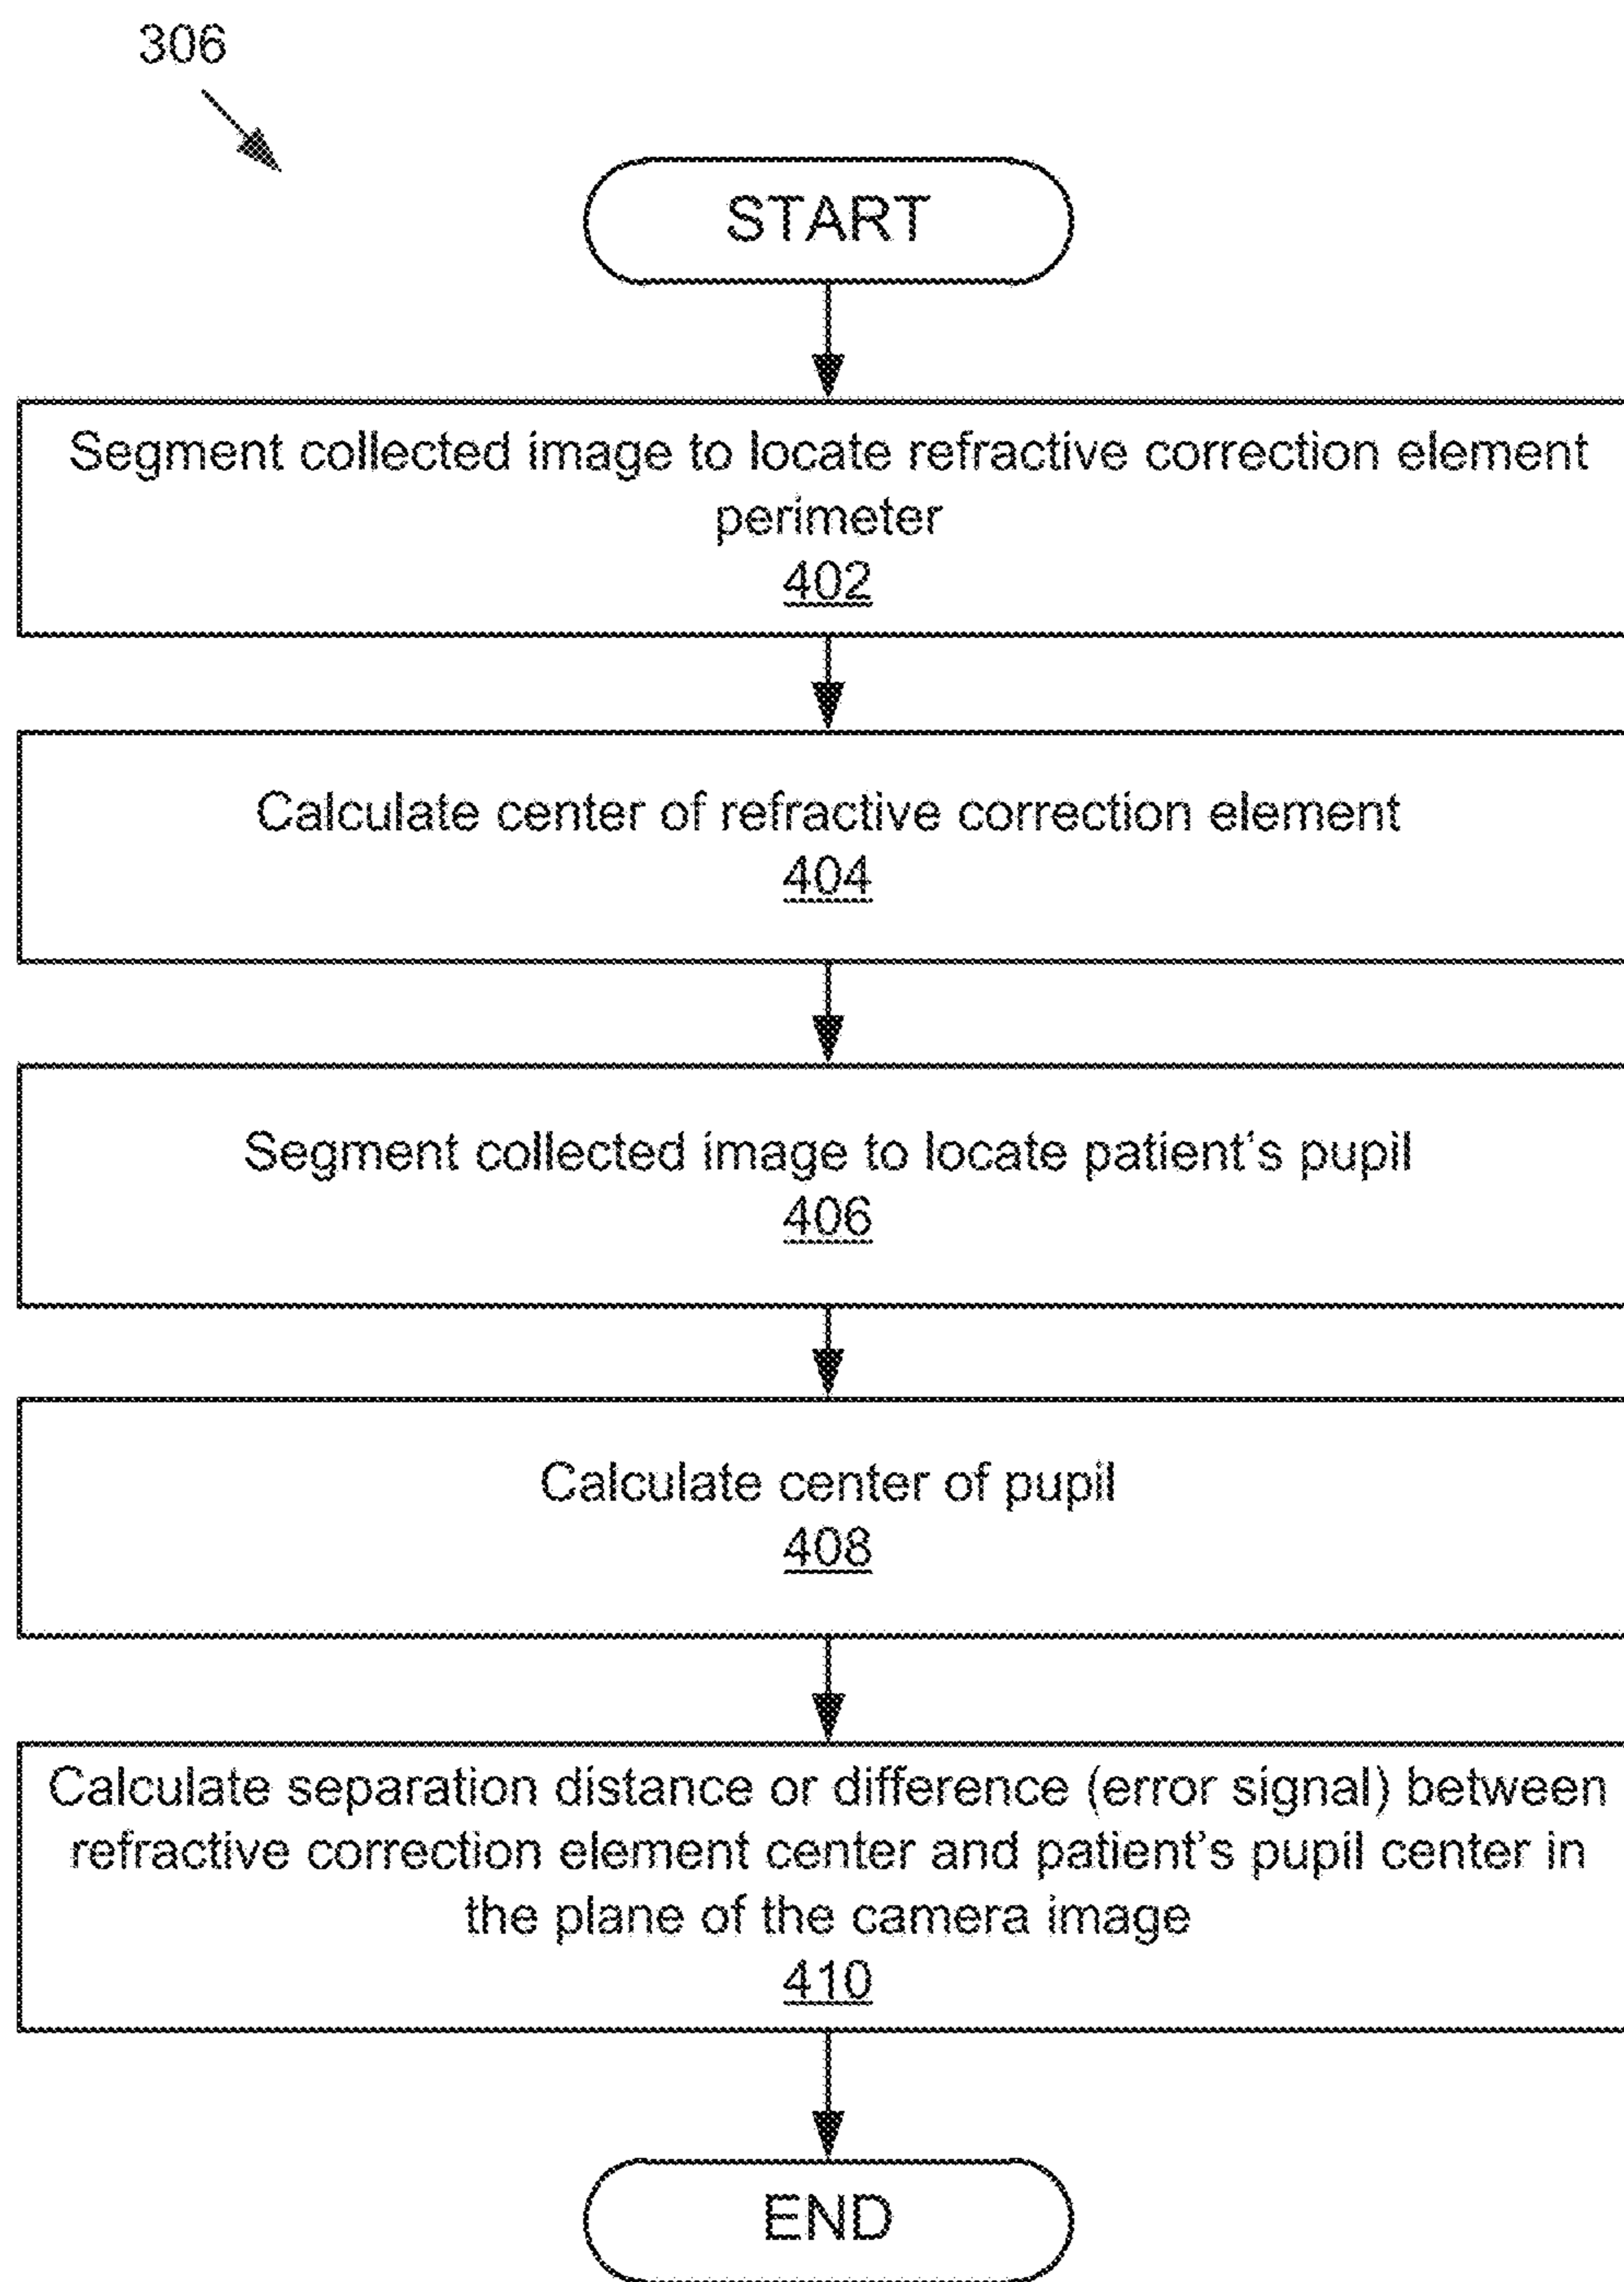 306
START
Segment collected image to locate refractive correction element
perimeter
402
Calculate center of refractive correction element
404
Segment collected image to locate patient's pupil
406
Calculate center of pupil
408
Calculate separation distance or difference (error signal) between
refractive correction element center and patient's pupil center in
the plane of the camera image
410
END